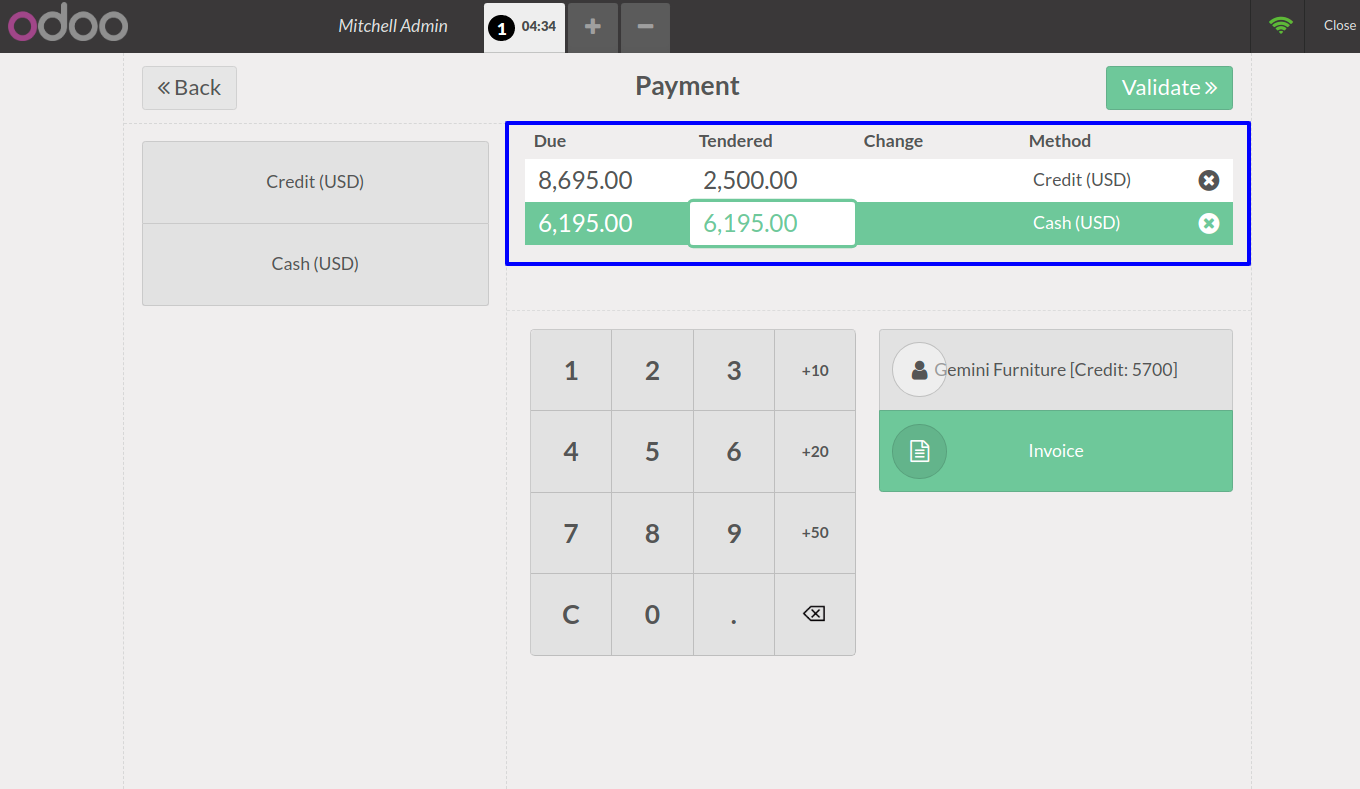 odoo Mitchell Admin 1 04:34 + − Close
« Back Payment Validate »
Due Tendered Change Method
8,695.00 2,500.00 Credit (USD)
6,195.00 6,195.00 Cash (USD)
Credit (USD)
Cash (USD)
1 2 3 +10
4 5 6 +20
7 8 9 +50
C 0 .
Gemini Furniture [Credit: 5700]
Invoice